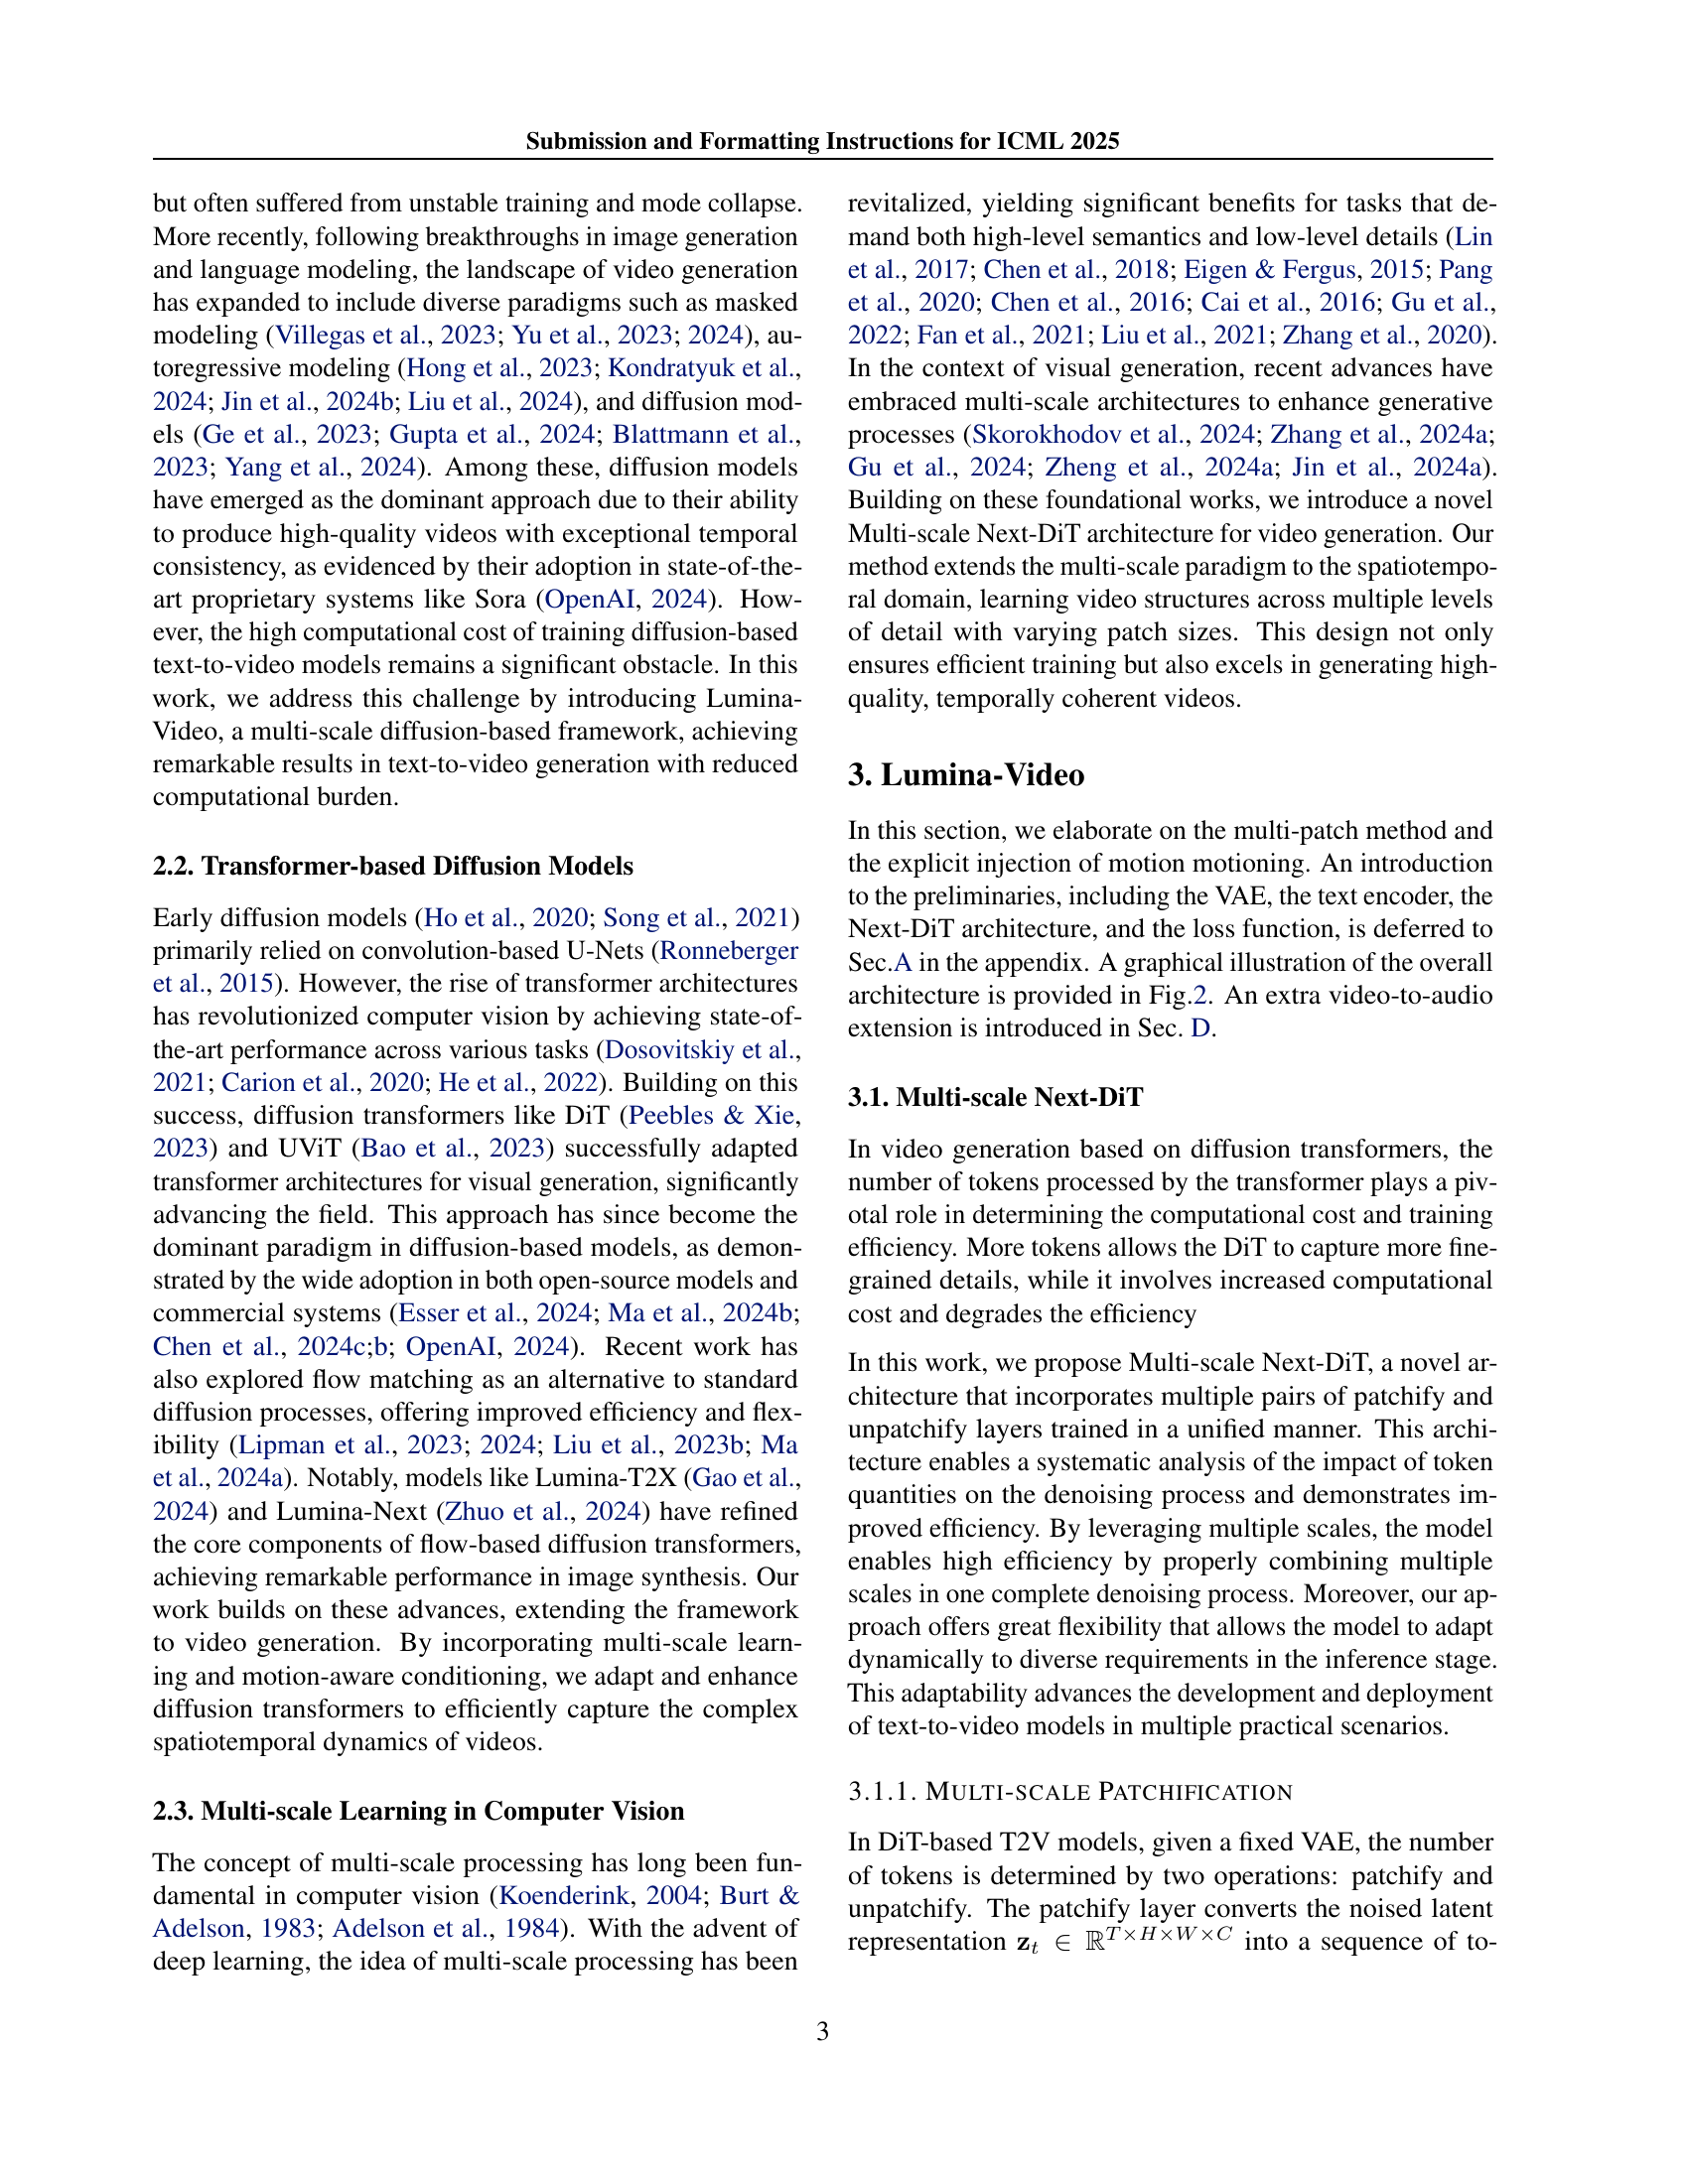 Submission and Formatting Instructions for ICML 2025
but often suffered from unstable training and mode collapse.
More recently, following breakthroughs in image generation
and language modeling, the landscape of video generation
has expanded to include diverse paradigms such as masked
modeling (Villegas et al., 2023; Yu et al., 2023; 2024), au-
toregressive modeling (Hong et al., 2023; Kondratyuk et al.,
2024; Jin et al., 2024b; Liu et al., 2024), and diffusion mod-
els (Ge et al., 2023; Gupta et al., 2024; Blattmann et al.,
2023; Yang et al., 2024). Among these, diffusion models
have emerged as the dominant approach due to their ability
to produce high-quality videos with exceptional temporal
consistency, as evidenced by their adoption in state-of-the-
art proprietary systems like Sora (OpenAI, 2024). How-
ever, the high computational cost of training diffusion-based
text-to-video models remains a significant obstacle. In this
work, we address this challenge by introducing Lumina-
Video, a multi-scale diffusion-based framework, achieving
remarkable results in text-to-video generation with reduced
computational burden.
2.2. Transformer-based Diffusion Models
Early diffusion models (Ho et al., 2020; Song et al., 2021)
primarily relied on convolution-based U-Nets (Ronneberger
et al., 2015). However, the rise of transformer architectures
has revolutionized computer vision by achieving state-of-
the-art performance across various tasks (Dosovitskiy et al.,
2021; Carion et al., 2020; He et al., 2022). Building on this
success, diffusion transformers like DiT (Peebles & Xie,
2023) and UViT (Bao et al., 2023) successfully adapted
transformer architectures for visual generation, significantly
advancing the field. This approach has since become the
dominant paradigm in diffusion-based models, as demon-
strated by the wide adoption in both open-source models and
commercial systems (Esser et al., 2024; Ma et al., 2024b;
Chen et al., 2024c;b; OpenAI, 2024). Recent work has
also explored flow matching as an alternative to standard
diffusion processes, offering improved efficiency and flex-
ibility (Lipman et al., 2023; 2024; Liu et al., 2023b; Ma
et al., 2024a). Notably, models like Lumina-T2X (Gao et al.,
2024) and Lumina-Next (Zhuo et al., 2024) have refined
the core components of flow-based diffusion transformers,
achieving remarkable performance in image synthesis. Our
work builds on these advances, extending the framework
to video generation. By incorporating multi-scale learn-
ing and motion-aware conditioning, we adapt and enhance
diffusion transformers to efficiently capture the complex
spatiotemporal dynamics of videos.
2.3. Multi-scale Learning in Computer Vision
The concept of multi-scale processing has long been fun-
damental in computer vision (Koenderink, 2004; Burt &
Adelson, 1983; Adelson et al., 1984). With the advent of
deep learning, the idea of multi-scale processing has been
revitalized, yielding significant benefits for tasks that de-
mand both high-level semantics and low-level details (Lin
et al., 2017; Chen et al., 2018; Eigen & Fergus, 2015; Pang
et al., 2020; Chen et al., 2016; Cai et al., 2016; Gu et al.,
2022; Fan et al., 2021; Liu et al., 2021; Zhang et al., 2020).
In the context of visual generation, recent advances have
embraced multi-scale architectures to enhance generative
processes (Skorokhodov et al., 2024; Zhang et al., 2024a;
Gu et al., 2024; Zheng et al., 2024a; Jin et al., 2024a).
Building on these foundational works, we introduce a novel
Multi-scale Next-DiT architecture for video generation. Our
method extends the multi-scale paradigm to the spatiotempo-
ral domain, learning video structures across multiple levels
of detail with varying patch sizes. This design not only
ensures efficient training but also excels in generating high-
quality, temporally coherent videos.
3. Lumina-Video
In this section, we elaborate on the multi-patch method and
the explicit injection of motion motioning. An introduction
to the preliminaries, including the VAE, the text encoder, the
Next-DiT architecture, and the loss function, is deferred to
Sec.A in the appendix. A graphical illustration of the overall
architecture is provided in Fig.2. An extra video-to-audio
extension is introduced in Sec. D.
3.1. Multi-scale Next-DiT
In video generation based on diffusion transformers, the
number of tokens processed by the transformer plays a piv-
otal role in determining the computational cost and training
efficiency. More tokens allows the DiT to capture more fine-
grained details, while it involves increased computational
cost and degrades the efficiency
In this work, we propose Multi-scale Next-DiT, a novel ar-
chitecture that incorporates multiple pairs of patchify and
unpatchify layers trained in a unified manner. This archi-
tecture enables a systematic analysis of the impact of token
quantities on the denoising process and demonstrates im-
proved efficiency. By leveraging multiple scales, the model
enables high efficiency by properly combining multiple
scales in one complete denoising process. Moreover, our ap-
proach offers great flexibility that allows the model to adapt
dynamically to diverse requirements in the inference stage.
This adaptability advances the development and deployment
of text-to-video models in multiple practical scenarios.
3.1.1. MULTI-SCALE PATCHIFICATION
In DiT-based T2V models, given a fixed VAE, the number
of tokens is determined by two operations: patchify and
unpatchify. The patchify layer converts the noised latent
representation $\mathbf{z}_t \in \mathbb{R}^{T \times H \times W \times C}$ into a sequence of to-
3